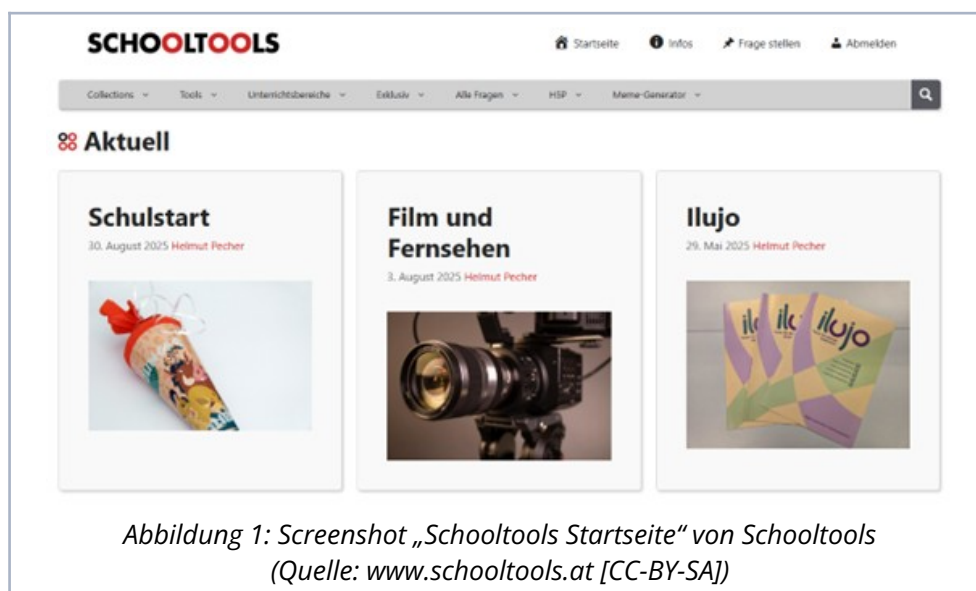 SCHOOLTOOLS
Startseite Infos Frage stellen Abmelden
Collections Tools Unterrichtsbereiche Exklusiv Alle Fragen H5P Meme-Generator
Aktuell
Schulstart
30. August 2025 Helmut Pecher
Film und
Fernsehen
3. August 2025 Helmut Pecher
Ilujo
29. Mai 2025 Helmut Pecher
ilujo
Abbildung 1: Screenshot „Schooltools Startseite“ von Schooltools
(Quelle: www.schooltools.at [CC-BY-SA])